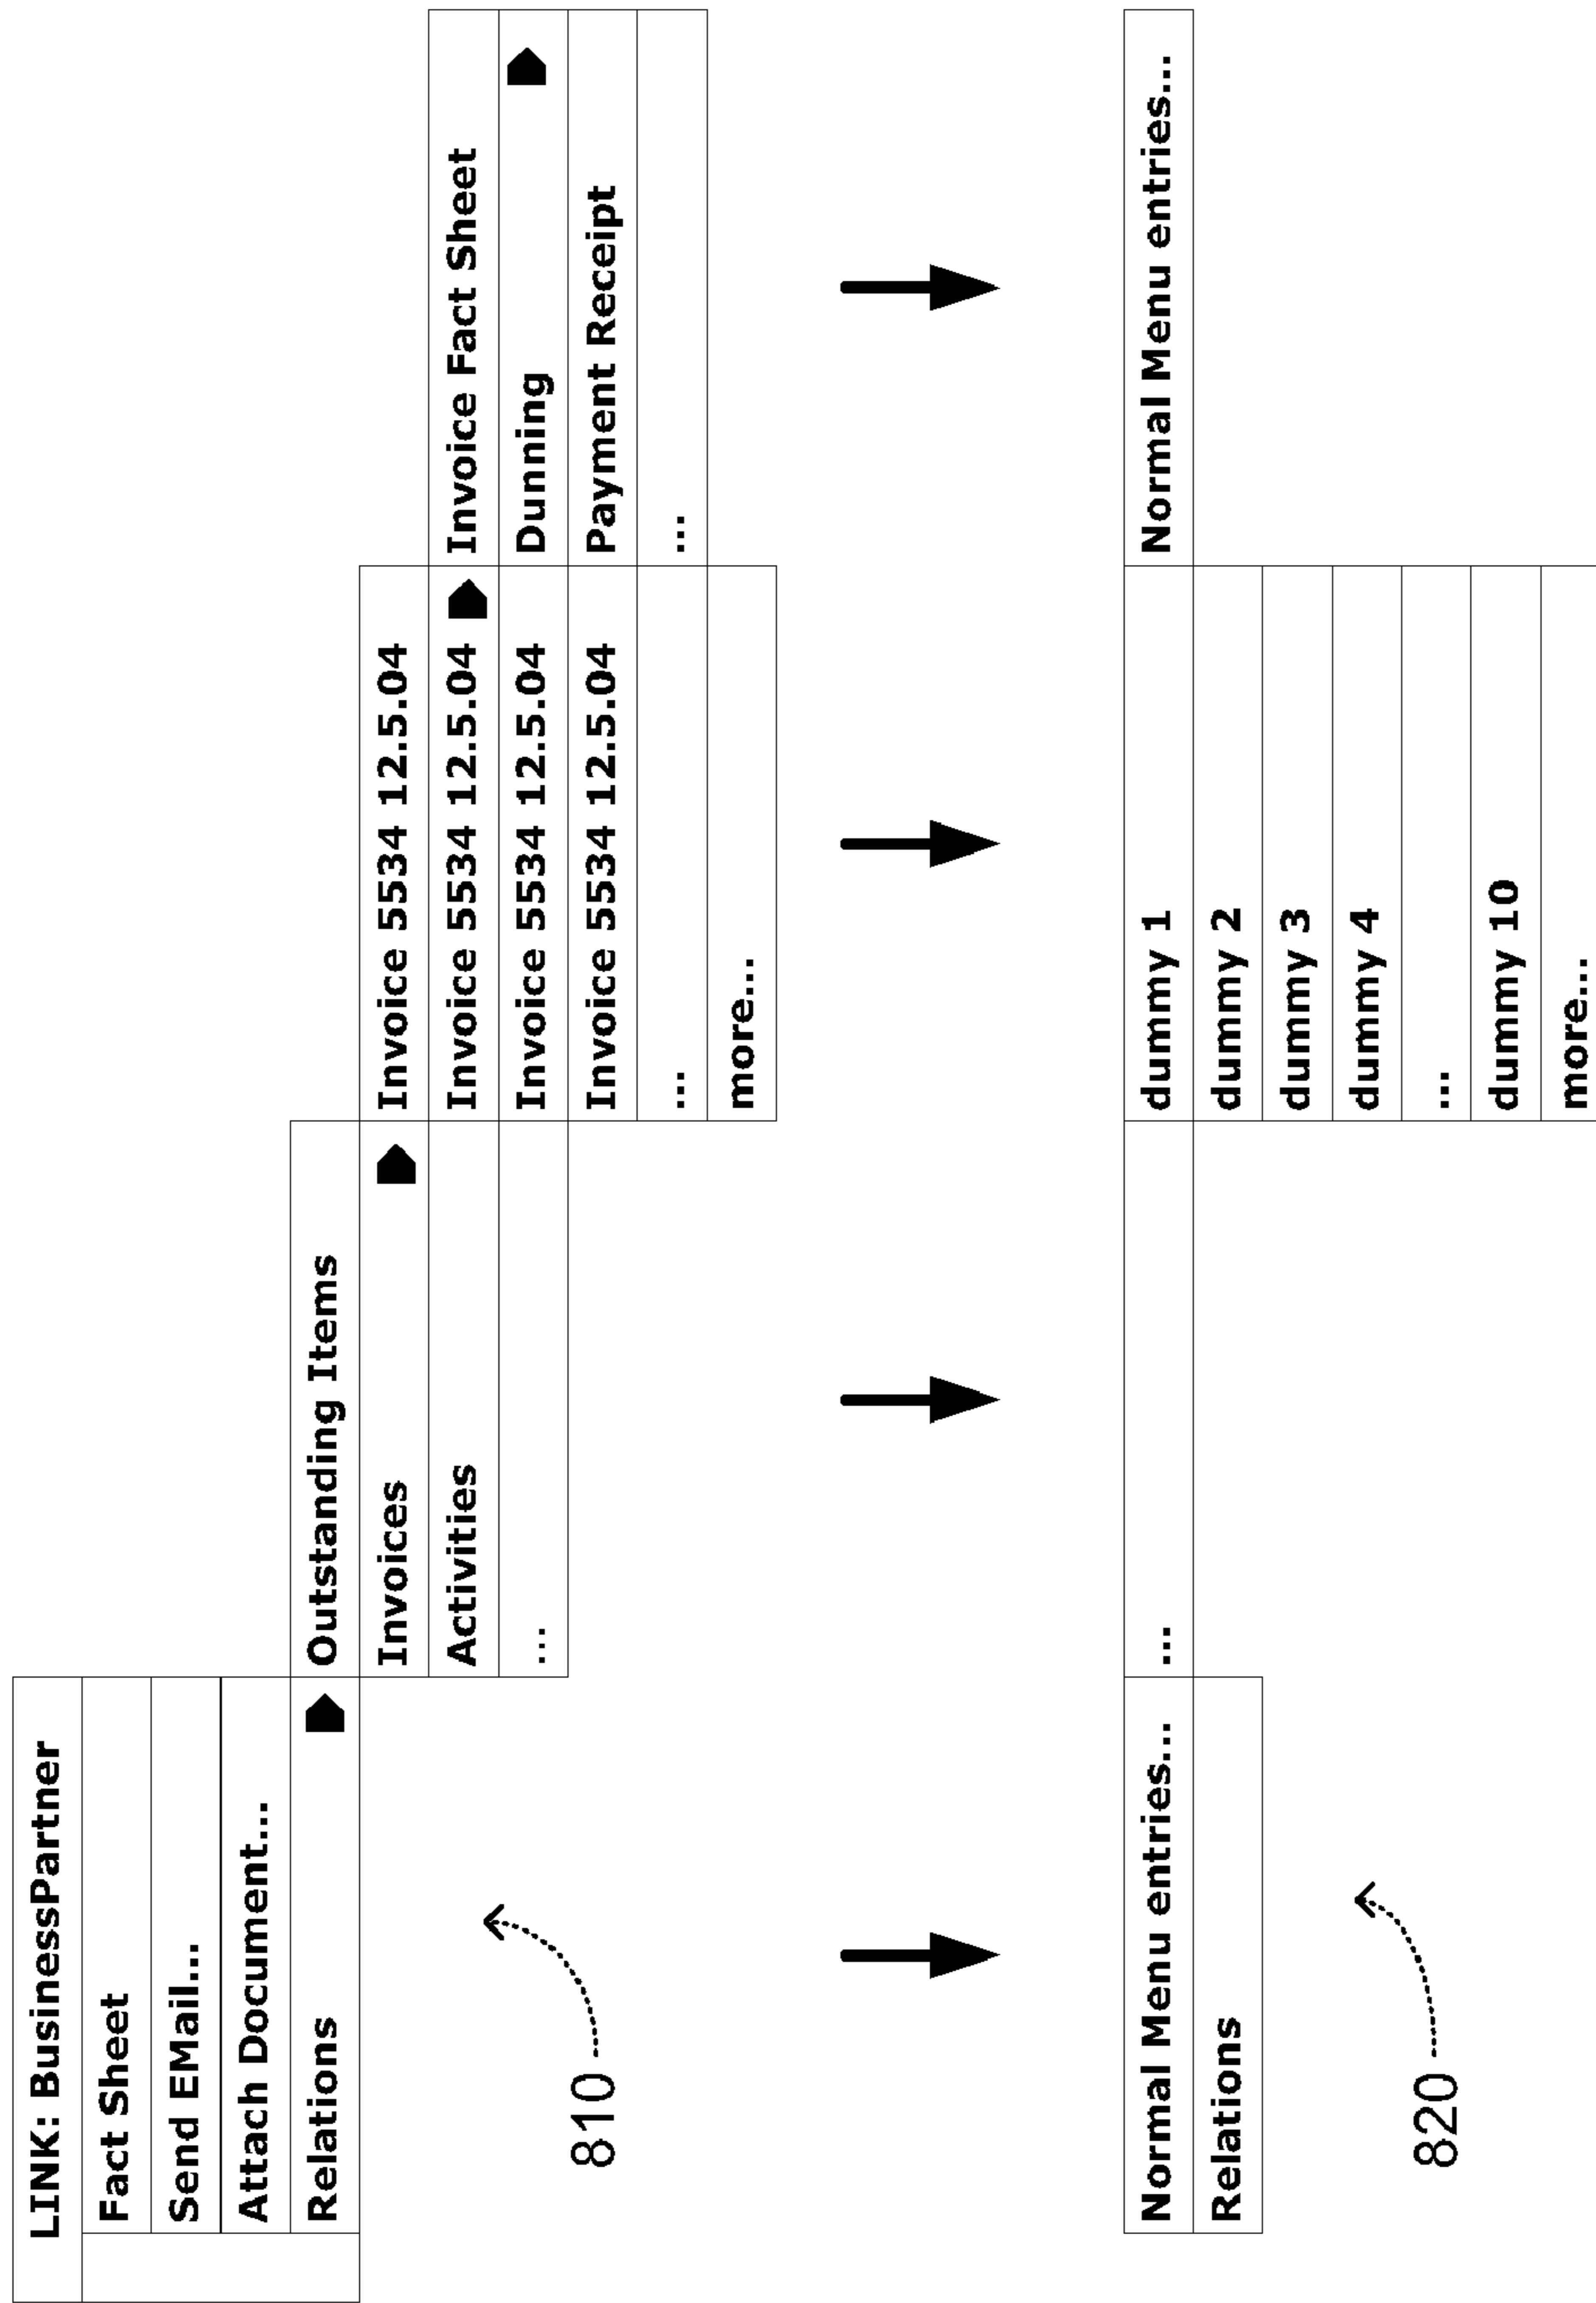 LINK: BusinessPartner
Fact Sheet
Send EMail...
Attach Document...
Relations
Outstanding Items
Invoices
Activities
...
Invoice 5534 12.5.04
Invoice 5534 12.5.04
Invoice 5534 12.5.04
Invoice 5534 12.5.04
...
more...
Invoice Fact Sheet
Dunning
Payment Receipt
...
810
Normal Menu entries...
Relations
...
dummy 1
dummy 2
dummy 3
dummy 4
...
dummy 10
more...
Normal Menu entries...
820